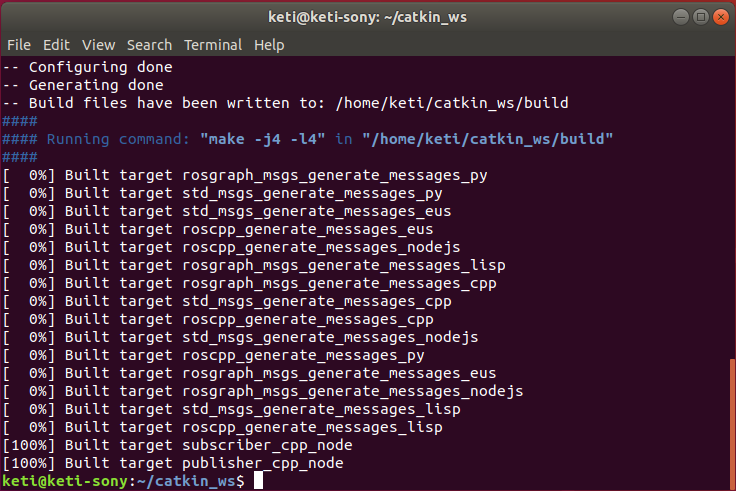 keti@keti-sony: ~/catkin_ws
File Edit View Search Terminal Help
-- Configuring done
-- Generating done
-- Build files have been written to: /home/keti/catkin_ws/build
####
#### Running command: "make -j4 -l4" in "/home/keti/catkin_ws/build"
####
[  0%] Built target rosgraph_msgs_generate_messages_py
[  0%] Built target std_msgs_generate_messages_py
[  0%] Built target std_msgs_generate_messages_eus
[  0%] Built target roscpp_generate_messages_eus
[  0%] Built target roscpp_generate_messages_nodejs
[  0%] Built target rosgraph_msgs_generate_messages_lisp
[  0%] Built target rosgraph_msgs_generate_messages_cpp
[  0%] Built target std_msgs_generate_messages_cpp
[  0%] Built target roscpp_generate_messages_cpp
[  0%] Built target std_msgs_generate_messages_nodejs
[  0%] Built target roscpp_generate_messages_py
[  0%] Built target rosgraph_msgs_generate_messages_eus
[  0%] Built target rosgraph_msgs_generate_messages_nodejs
[  0%] Built target std_msgs_generate_messages_lisp
[  0%] Built target roscpp_generate_messages_lisp
[100%] Built target subscriber_cpp_node
[100%] Built target publisher_cpp_node
keti@keti-sony:~/catkin_ws$